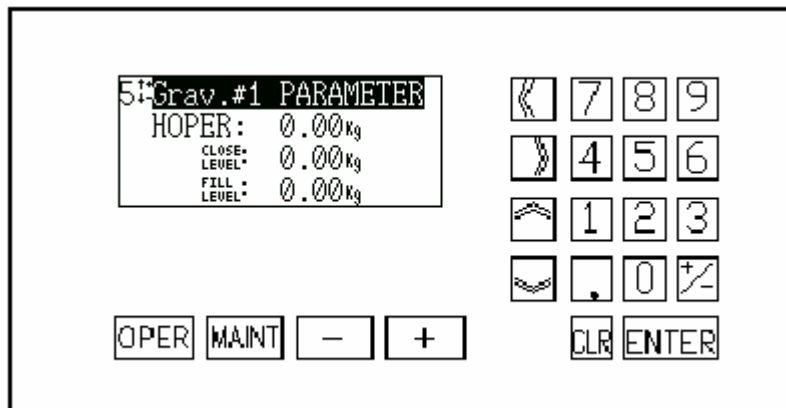 5 Grav.#1 PARAMETER
HOPER: 0.00Kg
CLOSE LEVEL: 0.00Kg
FILL LEVEL: 0.00Kg
7 8 9
4 5 6
1 2 3
. 0 +/-
OPER MAINT - + CLR ENTER